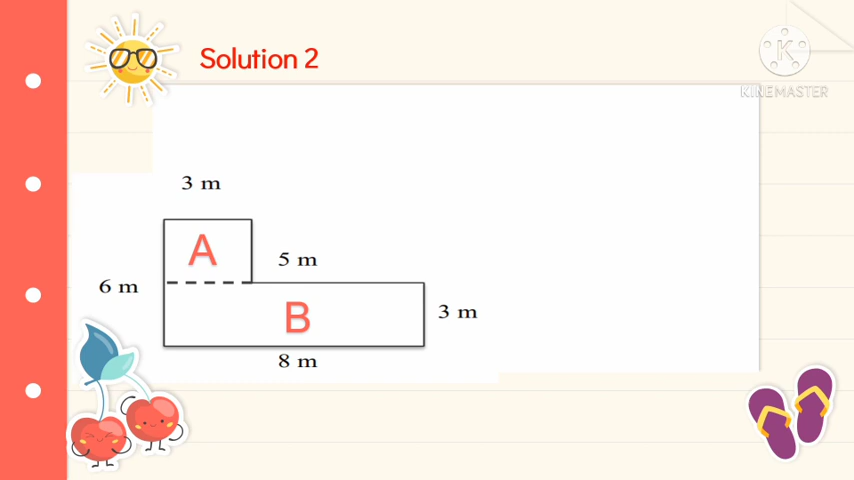 Solution 2
K
KINEMASTER
3 m
A
5 m
6 m
B
3 m
8 m